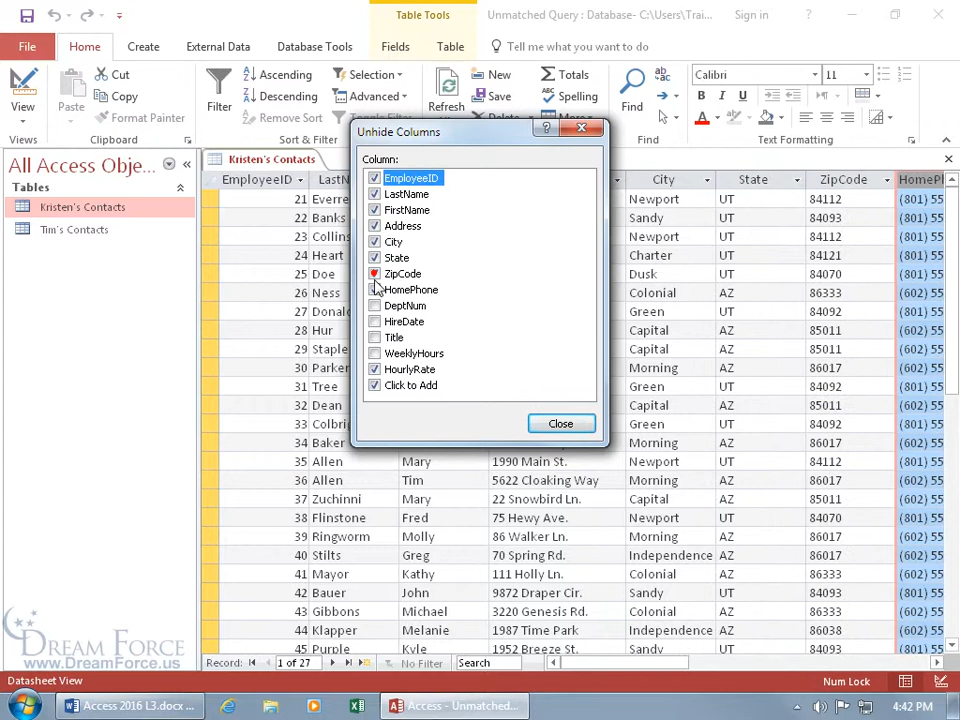 Table Tools
Unmatched Query : Database- C:\Users\Trai...
Sign in
File
Home
Create
External Data
Database Tools
Fields
Table
Tell me what you want to do
View
Views
Paste
Cut
Copy
Format Painter
Clipboard
Filter
Ascending
Descending
Remove Sort
Selection
Advanced
Sort & Filter
Refresh
New
Save
Totals
Spelling
Find
Find
Calibri
11
B I U
Text Formatting
All Access Obje...
Tables
Kristen's Contacts
Tim's Contacts
Kristen's Contacts
EmployeeID
City
State
ZipCode
21 Everre Newport UT 84112 (801) 55
22 Banks Sandy UT 84093 (801) 55
23 Collins Newport UT 84112 (801) 55
24 Heart Charter UT 84121 (801) 55
25 Doe Dusk UT 84070 (801) 55
26 Ness Colonial AZ 86333 (602) 55
27 Donald Green UT 84093 (801) 55
28 Hur Capital AZ 85011 (602) 55
29 Staple Capital AZ 85011 (602) 55
30 Parker Morning AZ 86017 (602) 55
31 Tree Green UT 84093 (801) 55
32 Dean Capital AZ 85011 (602) 55
33 Colbrig Green UT 84093 (801) 55
34 Baker Morning AZ 86017 (602) 55
35 Allen Mary 1990 Main St. Newport UT 84112 (801) 55
36 Allen Tim 5622 Cloaking Way Morning AZ 86017 (602) 55
37 Zuchinni Mary 22 Snowbird Ln. Capital AZ 85011 (602) 55
38 Flinstone Fred 75 Hewy Ave. Newport UT 84070 (801) 55
39 Ringworm Molly 86 Walker Ln. Morning AZ 86017 (602) 55
40 Stilts Greg 70 Spring Rd. Independence AZ 86017 (602) 55
41 Mayor Kathy 111 Holly Ln. Colonial AZ 86333 (602) 55
42 Bauer John 9872 Draper Cir. Sandy UT 84093 (801) 55
43 Gibbons Michael 3220 Genesis Rd. Colonial AZ 86333 (602) 55
44 Klapper Melanie 1987 Time Park Independence AZ 86038 (602) 55
45 Purple Kim 1952 Breeze St. Sandy UT 84093 (801) 55
Unhide Columns
Column:
EmployeeID
LastName
FirstName
Address
City
State
ZipCode
HomePhone
DeptNum
HireDate
Title
WeeklyHours
HourlyRate
Click to Add
Close
DREAM FORCE
www.DreamForce.us
Record: 1 of 27 No Filter Search
Datasheet View
Num Lock
Access 2016 L3.docx ...
Access - Unmatched...
4:42 PM